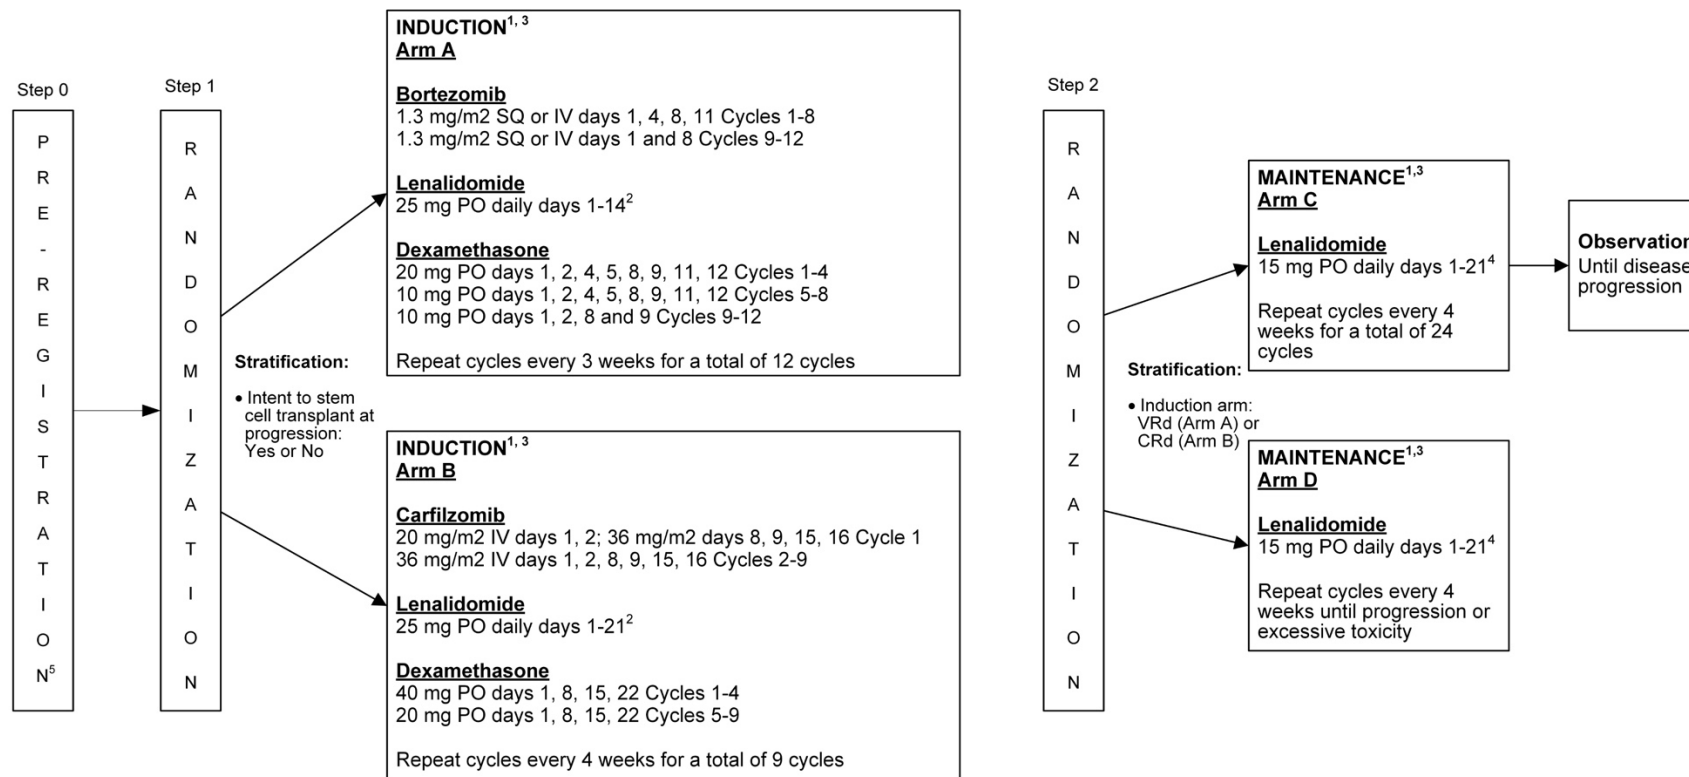 Step 0
PRE-REGISTRATION⁵
Step 1
RANDOMIZATION
Stratification:
• Intent to stem
cell transplant at
progression:
Yes or No
INDUCTION¹, ³
Arm A
Bortezomib
1.3 mg/m2 SQ or IV days 1, 4, 8, 11 Cycles 1-8
1.3 mg/m2 SQ or IV days 1 and 8 Cycles 9-12
Lenalidomide
25 mg PO daily days 1-14²
Dexamethasone
20 mg PO days 1, 2, 4, 5, 8, 9, 11, 12 Cycles 1-4
10 mg PO days 1, 2, 4, 5, 8, 9, 11, 12 Cycles 5-8
10 mg PO days 1, 2, 8 and 9 Cycles 9-12
Repeat cycles every 3 weeks for a total of 12 cycles
INDUCTION¹, ³
Arm B
Carfilzomib
20 mg/m2 IV days 1, 2; 36 mg/m2 days 8, 9, 15, 16 Cycle 1
36 mg/m2 IV days 1, 2, 8, 9, 15, 16 Cycles 2-9
Lenalidomide
25 mg PO daily days 1-21²
Dexamethasone
40 mg PO days 1, 8, 15, 22 Cycles 1-4
20 mg PO days 1, 8, 15, 22 Cycles 5-9
Repeat cycles every 4 weeks for a total of 9 cycles
Step 2
RANDOMIZATION
Stratification:
• Induction arm:
VRd (Arm A) or
CRd (Arm B)
MAINTENANCE¹,³
Arm C
Lenalidomide
15 mg PO daily days 1-21⁴
Repeat cycles every 4
weeks for a total of 24
cycles
MAINTENANCE¹,³
Arm D
Lenalidomide
15 mg PO daily days 1-21⁴
Repeat cycles every 4
weeks until progression or
excessive toxicity
Observation
Until disease
progression